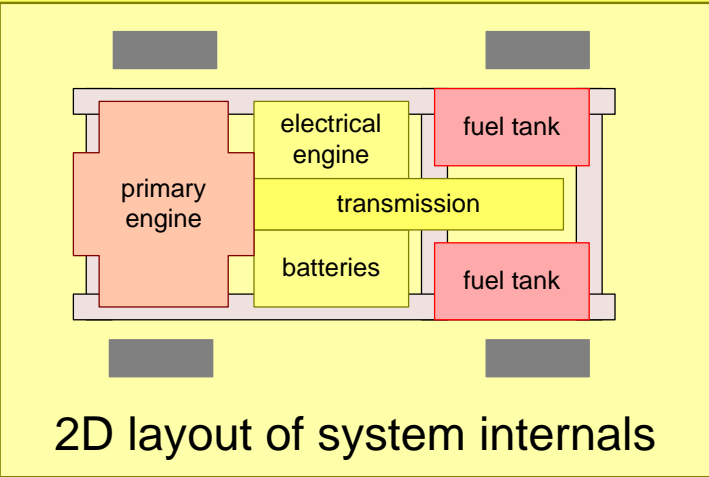 electrical
engine
fuel tank
primary
engine
transmission
batteries
fuel tank
2D layout of system internals